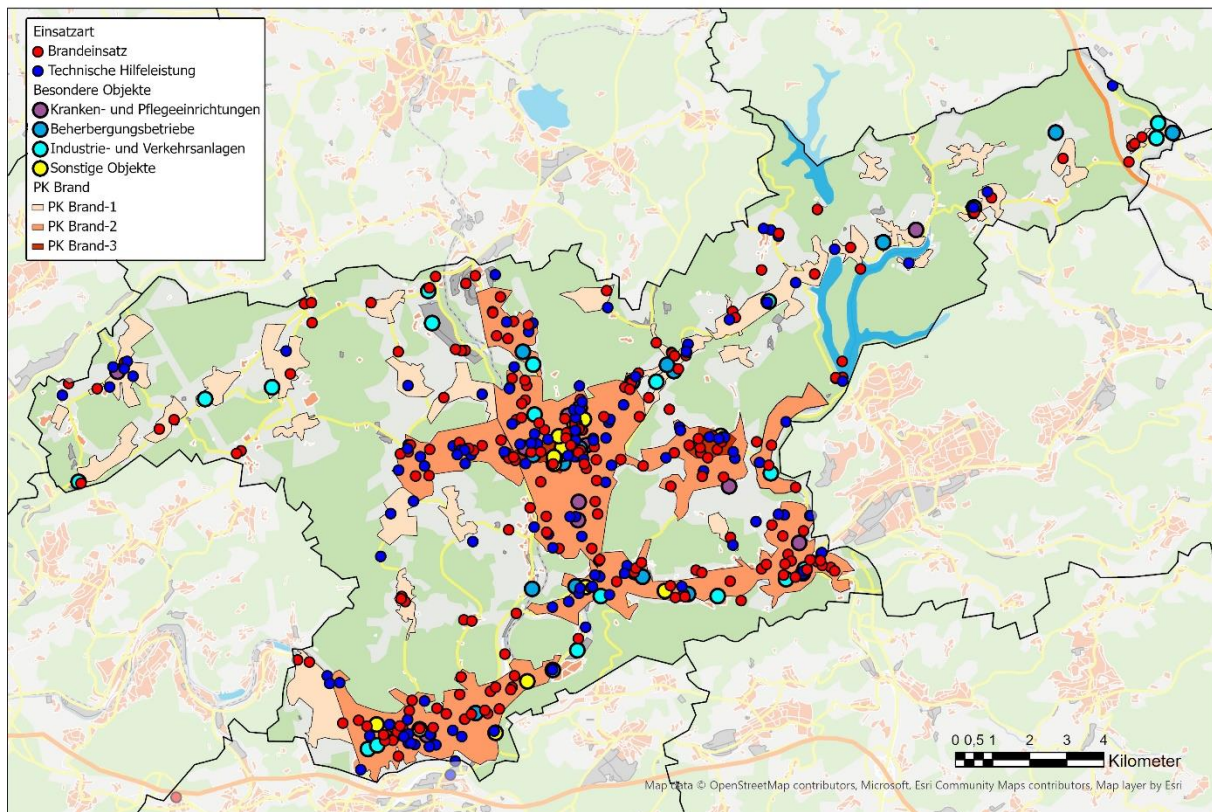 Einsatzart
Brandeinsatz
Technische Hilfeleistung
Besondere Objekte
Kranken- und Pflegeeinrichtungen
Beherbergungsbetriebe
Industrie- und Verkehrsanlagen
Sonstige Objekte
PK Brand
PK Brand-1
PK Brand-2
PK Brand-3
0 0,5 1 2 3 4
Kilometer
Map data © OpenStreetMap contributors, Microsoft, Esri Community Maps contributors, Map layer by Esri